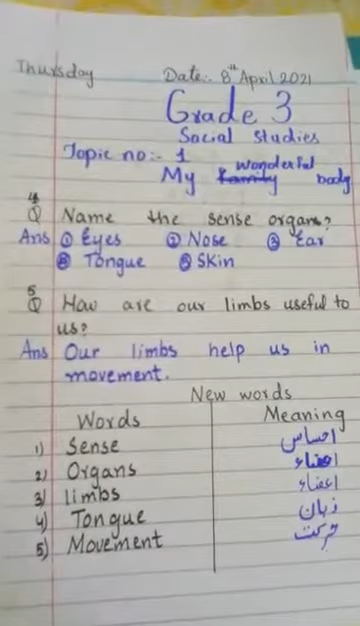 Thursday Date:- 8th April 2021
Grade 3
Social studies
Topic no:- 1
My family wonderful body
4
Q Name the sense organs?
Ans ① Eyes ② Nose ③ Ear
④ Tongue ⑤ Skin
5
Q How are our limbs useful to
us?
Ans Our limbs help us in
movement.
New words
Words Meaning
1) Sense احساس
2) Organs اعضاء
3) limbs اعضاء
4) Tongue زبان
5) Movement حرکت